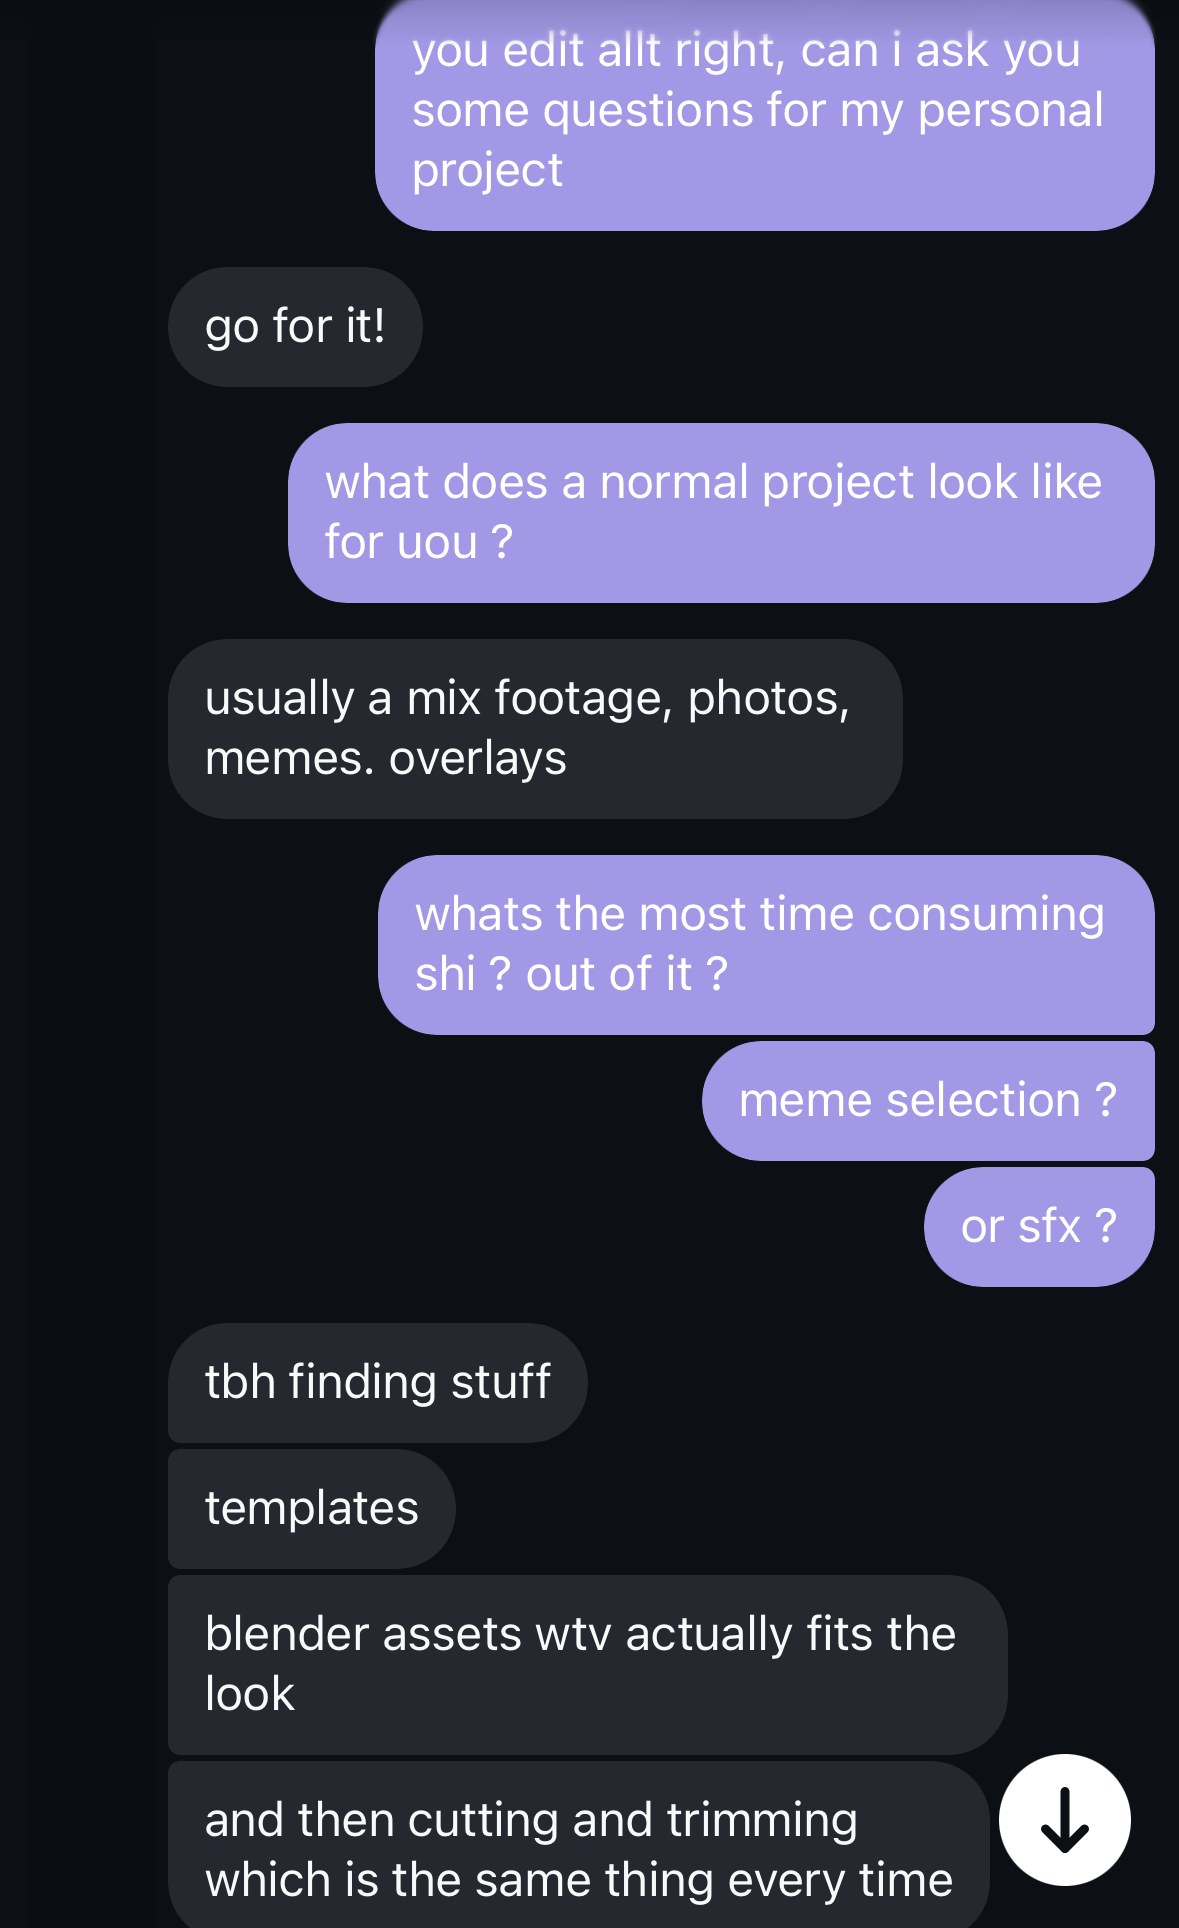 you edit allt right, can i ask you
some questions for my personal
project
go for it!
what does a normal project look like
for uou ?
usually a mix footage, photos,
memes. overlays
whats the most time consuming
shi ? out of it ?
meme selection ?
or sfx ?
tbh finding stuff
templates
blender assets wtv actually fits the
look
and then cutting and trimming
which is the same thing every time